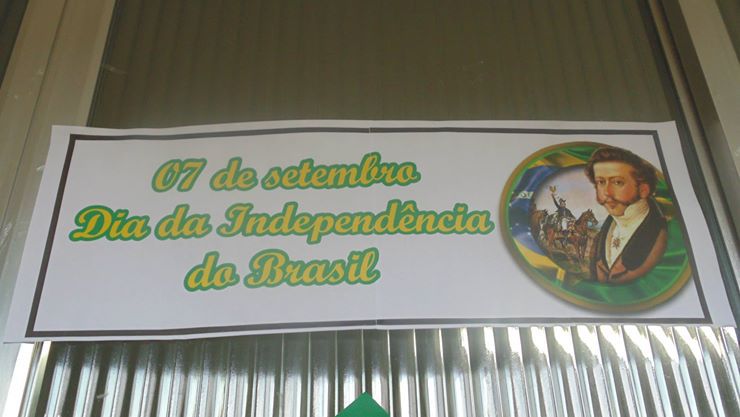 07 de setembro
Dia da Independência
do Brasil